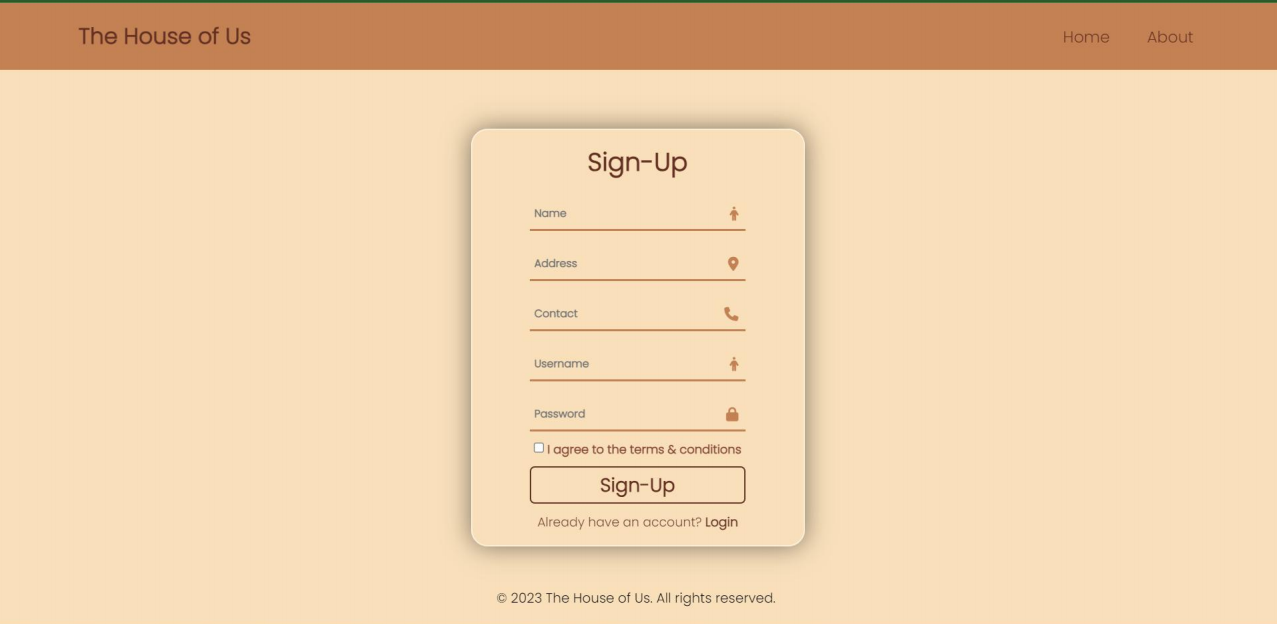 The House of Us
Home About
Sign-Up
Name
Address
Contact
Username
Password
I agree to the terms & conditions
Sign-Up
Already have an account? Login
© 2023 The House of Us. All rights reserved.